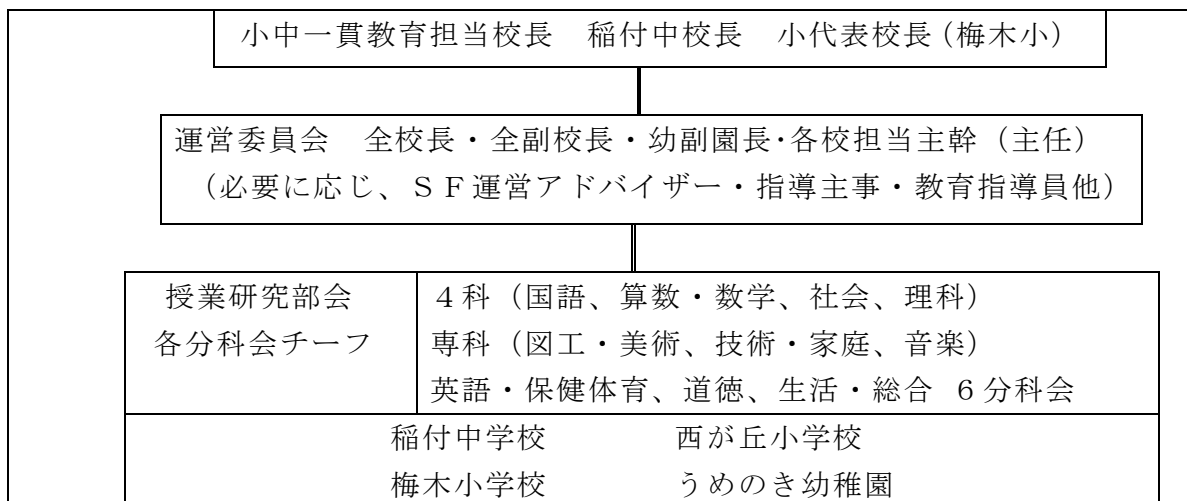 小中一貫教育担当校長　稲付中校長　小代表校長（梅木小）
運営委員会　全校長・全副校長・幼副園長・各校担当主幹（主任）
（必要に応じ、ＳＦ運営アドバイザー・指導主事・教育指導員他）
授業研究部会
各分科会チーフ
４科（国語、算数・数学、社会、理科）
専科（図工・美術、技術・家庭、音楽）
英語・保健体育、道徳、生活・総合 ６分科会
稲付中学校　西が丘小学校
梅木小学校　うめのき幼稚園